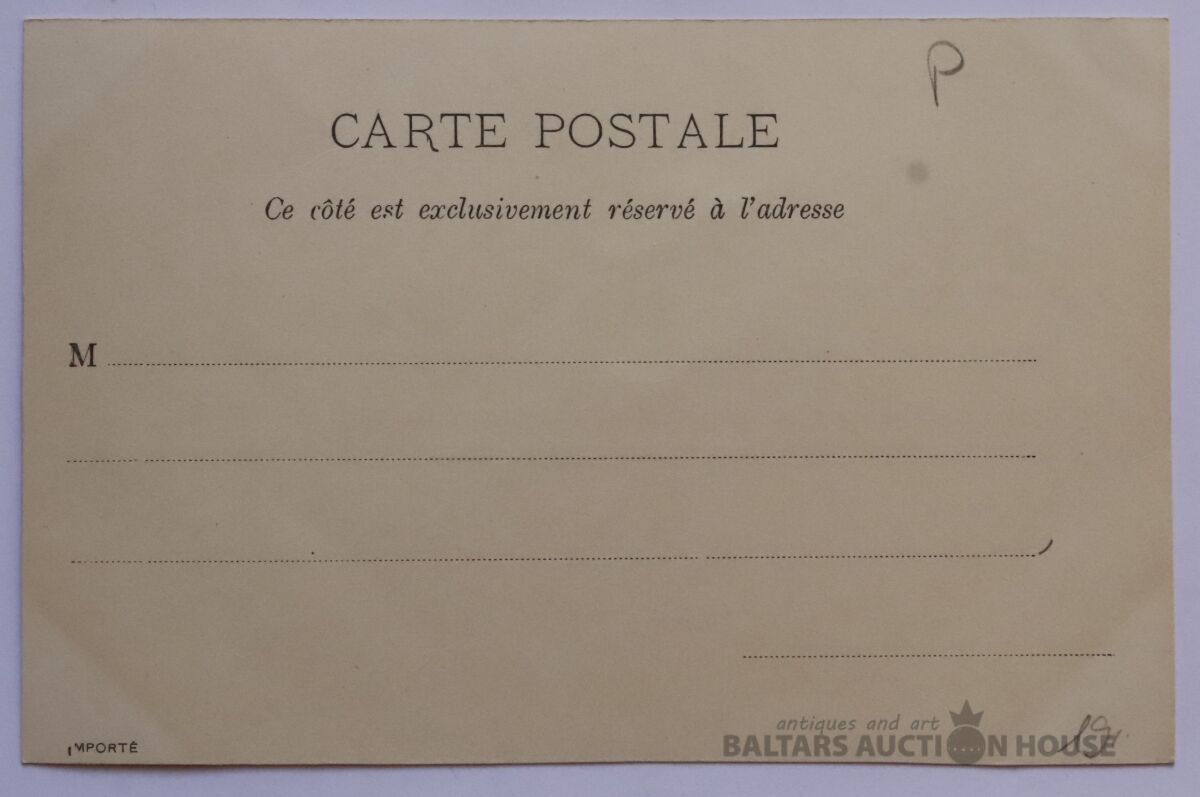 P
CARTE POSTALE
Ce côté est exclusivement réservé à l'adresse
M
IMPORTÉ
antiques and art
BALTARS AUCTION HOUSE